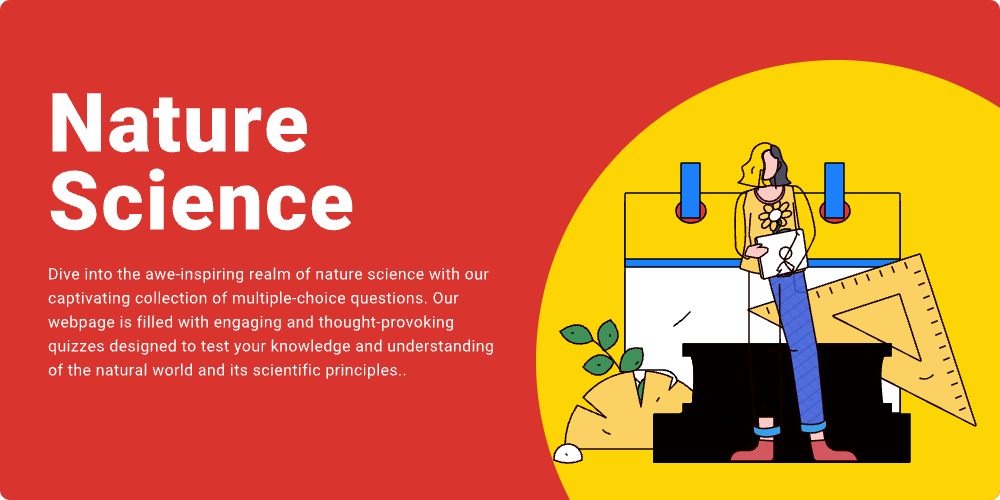 Nature
Science
Dive into the awe-inspiring realm of nature science with our
captivating collection of multiple-choice questions. Our
webpage is filled with engaging and thought-provoking
quizzes designed to test your knowledge and understanding
of the natural world and its scientific principles..